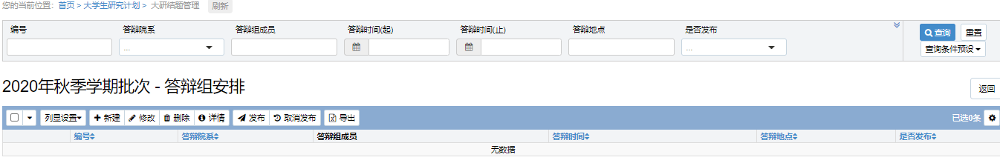 您的当前位置：首页 > 大学生研究计划 > 大研结题管理 刷新
编号 答辩院系 答辩组成员 答辩时间(起) 答辩时间(止) 答辩地点 是否发布
... ...
查询 重置
查询条件预设
2020年秋季学期批次 - 答辩组安排
返回
列显设置 新建 修改 删除 详情 发布 取消发布 导出 已选0条
编号 答辩院系 答辩组成员 答辩时间 答辩地点 是否发布
无数据